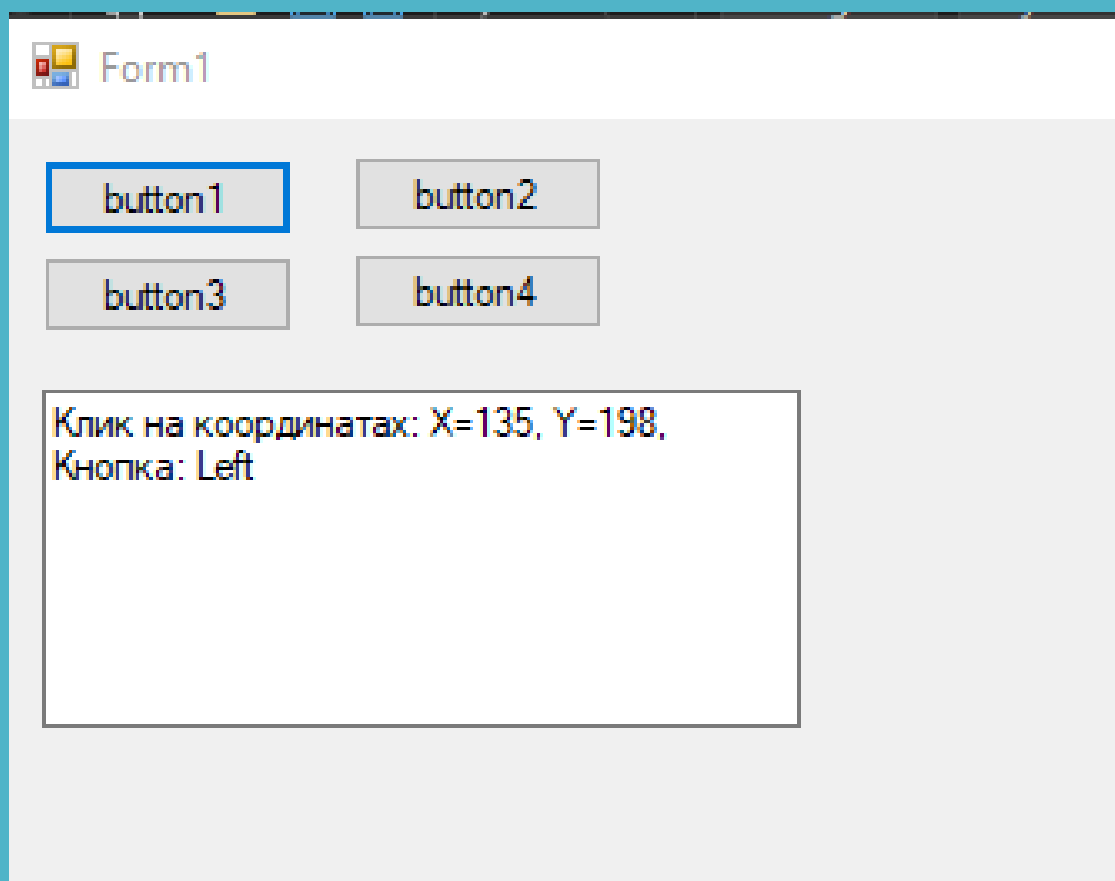 Form1
button1 button2
button3 button4
Клик на координатах: X=135, Y=198,
Кнопка: Left